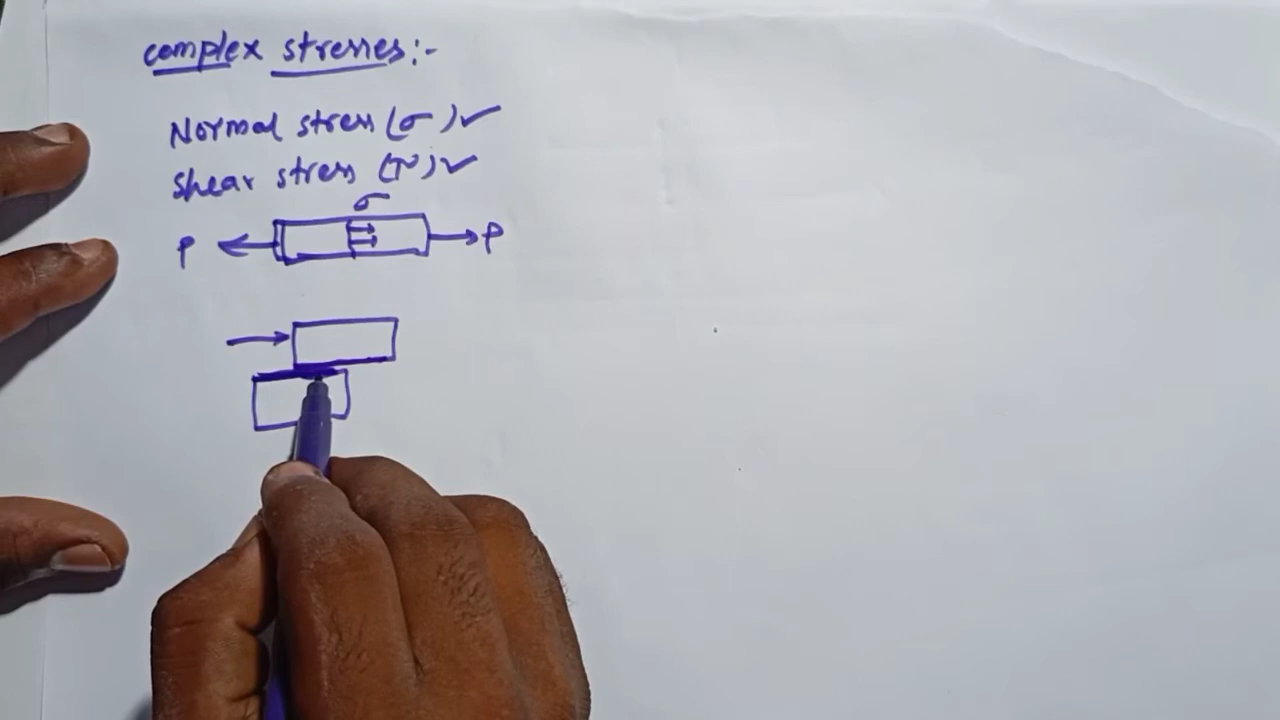 complex stresses:-
Normal stress (σ) ✓
Shear stress (τ) ✓
σ
P P